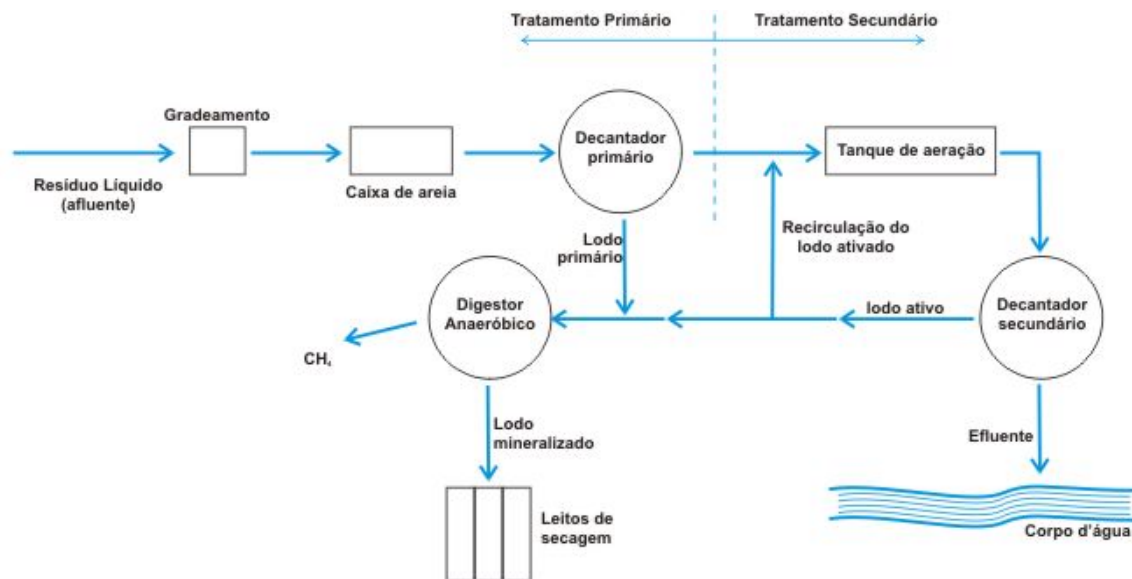 Tratamento Primário
Tratamento Secundário
Gradeamento
Resíduo Líquido
(afluente)
Caixa de areia
Decantador
primário
Tanque de aeração
Lodo
primário
Recirculação do
lodo ativado
Digestor
Anaeróbico
lodo ativo
Decantador
secundário
CH₄
Lodo
mineralizado
Efluente
Leitos de
secagem
Corpo d'água